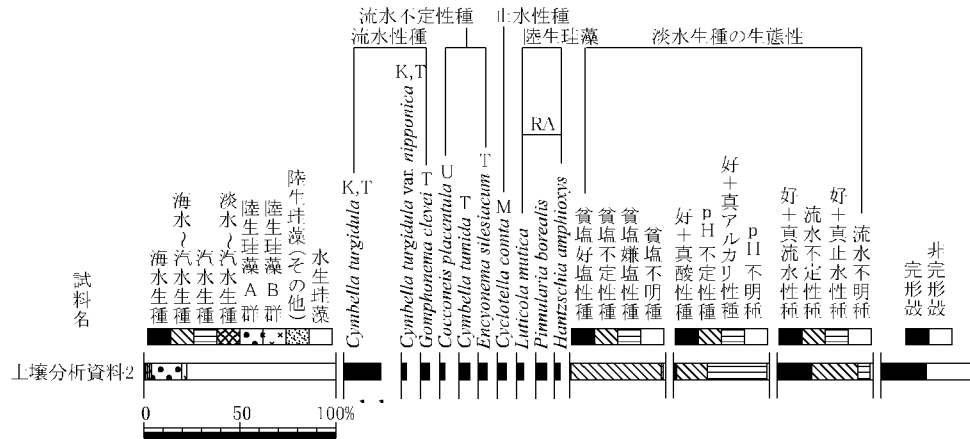 流水不定性種 止水性種
流水性種 陸生珪藻 淡水生種の生態性
K,T
K,T
T
U
T
T
M
RA
試料名
海水生種
海水～汽水生種
汽水生種
淡水～汽水生種
陸生珪藻A群
陸生珪藻B群
陸生珪藻(その他)
水生珪藻
Cymbella turgidula
Cymbella turgidula var. nipponica
Gomphonema clevei
Cocconeis placentula
Cymbella tumida
Encyonema silesiacum
Cyclotella comta
Luticola mutica
Pinnularia borealis
Hantzschia amphioxys
貧塩好塩性種
貧塩不定性種
貧塩嫌塩性種
貧塩不明種
好+真酸性種
pH不定性種
好+真アルカリ性種
pH不明種
好+真流水性種
流水不定性種
好+真止水性種
流水不明種
完形殻
非完形殻
土壌分析資料2
0 50 100%